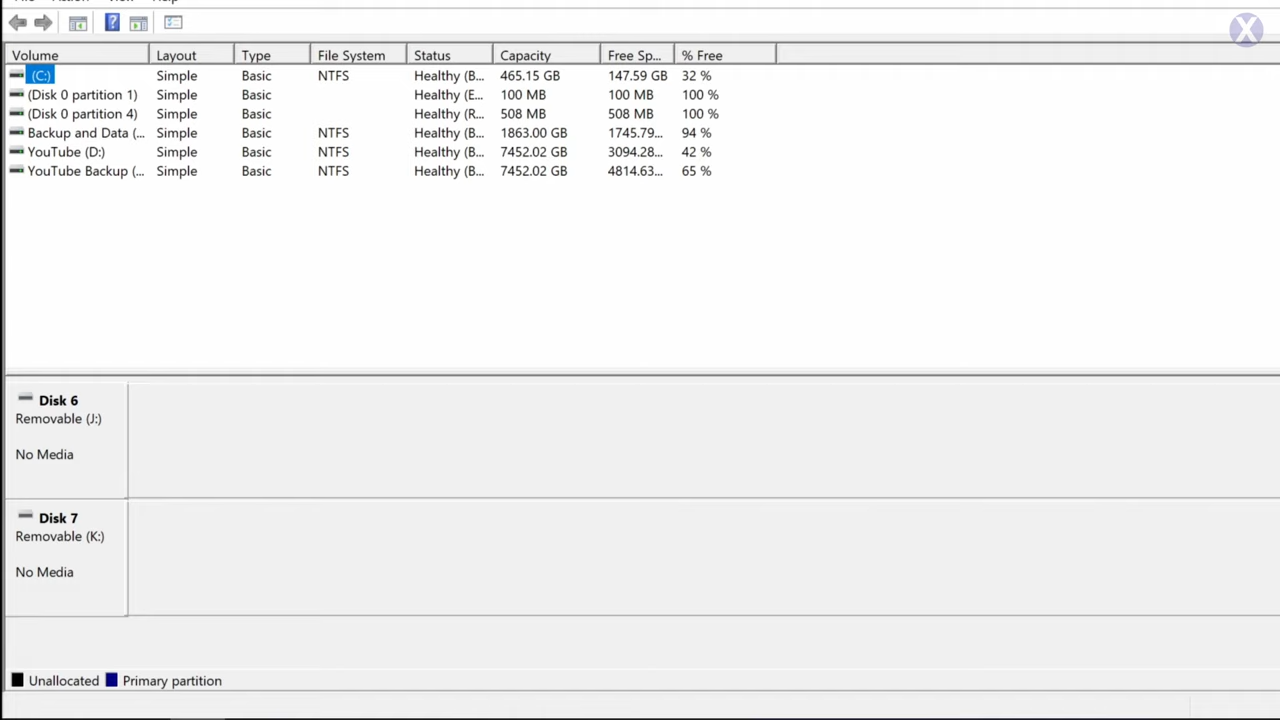 Volume Layout Type File System Status Capacity Free Sp... % Free
(C:) Simple Basic NTFS Healthy (B... 465.15 GB 147.59 GB 32 %
(Disk 0 partition 1) Simple Basic Healthy (E... 100 MB 100 MB 100 %
(Disk 0 partition 4) Simple Basic Healthy (R... 508 MB 508 MB 100 %
Backup and Data (... Simple Basic NTFS Healthy (B... 1863.00 GB 1745.79... 94 %
YouTube (D:) Simple Basic NTFS Healthy (B... 7452.02 GB 3094.28... 42 %
YouTube Backup (... Simple Basic NTFS Healthy (B... 7452.02 GB 4814.63... 65 %
Disk 6
Removable (J:)
No Media
Disk 7
Removable (K:)
No Media
Unallocated Primary partition